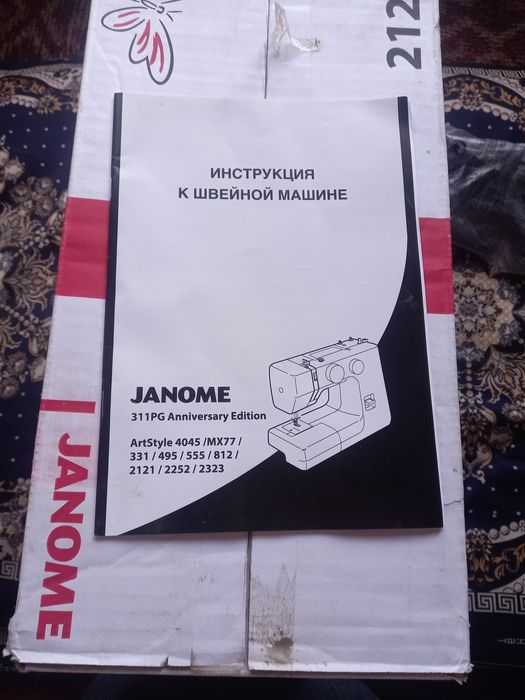 212
ИНСТРУКЦИЯ
К ШВЕЙНОЙ МАШИНЕ
JANOME
311PG Anniversary Edition
ArtStyle 4045 /MX77 /
331 / 495 / 555 / 812 /
2121 / 2252 / 2323
JANOME